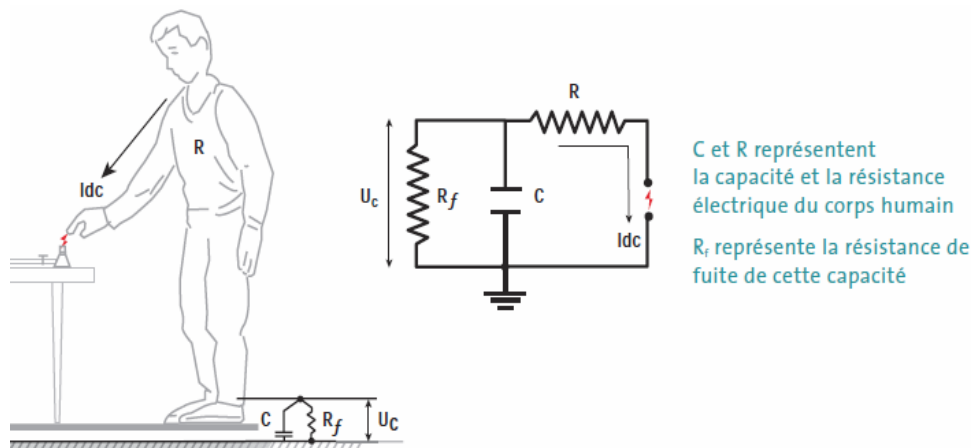 R
Idc
C
Rf
Uc
R
Uc
Rf
C
Idc
C et R représentent
la capacité et la résistance
électrique du corps humain
Rf représente la résistance de
fuite de cette capacité